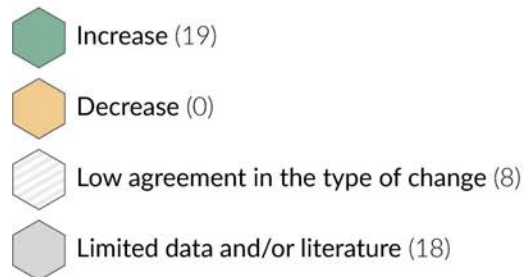 Increase (19)
Decrease (0)
Low agreement in the type of change (8)
Limited data and/or literature (18)